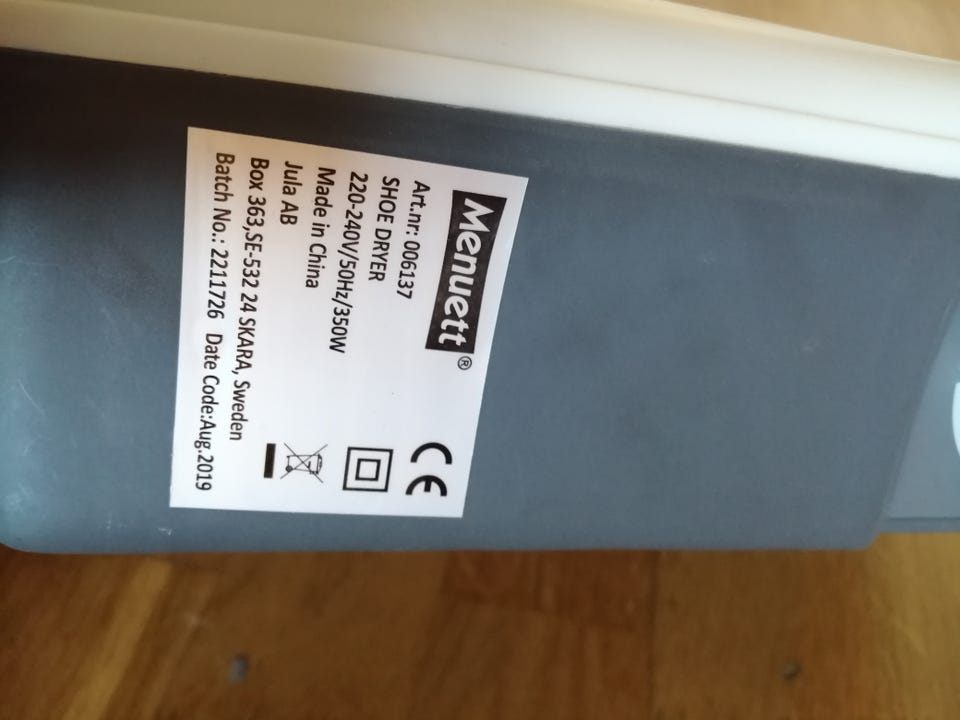 Menuett®
Art.nr: 006137
SHOE DRYER
220-240V/50Hz/350W
Made in China
Jula AB
Box 363,SE-532 24 SKARA, Sweden
Batch No.: 2211726 Date Code:Aug.2019
CE